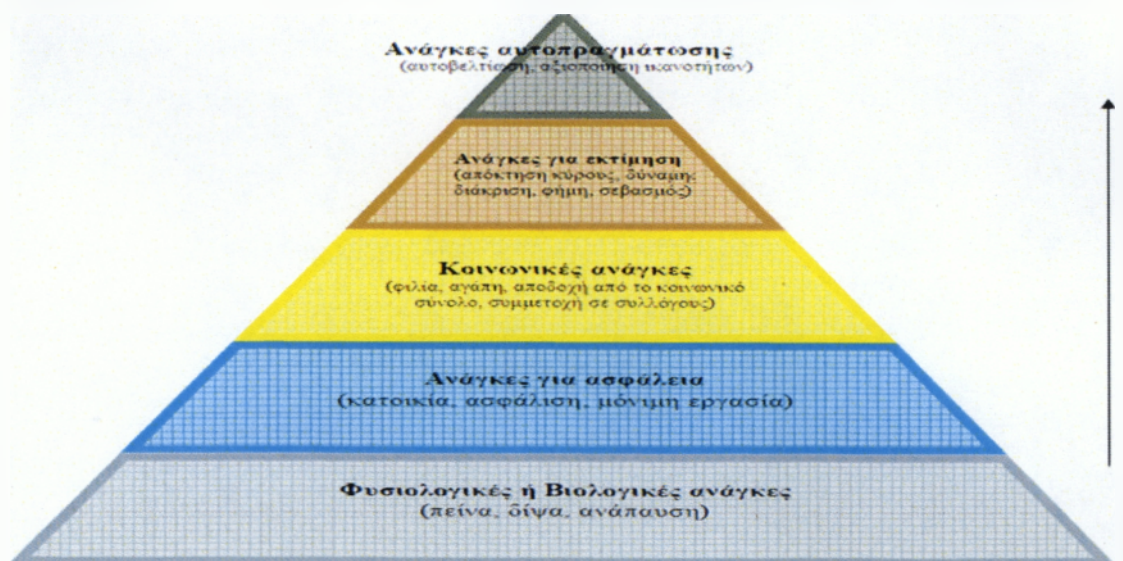 Ανάγκες αυτοπραγμάτωσης
(αυτοβελτίωση, αξιοποίηση ικανοτήτων)
Ανάγκες για εκτίμηση
(απόκτηση κύρους, δύναμη,
διάκριση, φήμη, σεβασμός)
Κοινωνικές ανάγκες
(φιλία, αγάπη, αποδοχή από το κοινωνικό
σύνολο, συμμετοχή σε συλλόγους)
Ανάγκες για ασφάλεια
(κατοικία, ασφάλιση, μόνιμη εργασία)
Φυσιολογικές ή Βιολογικές ανάγκες
(πείνα, δίψα, ανάπαυση)